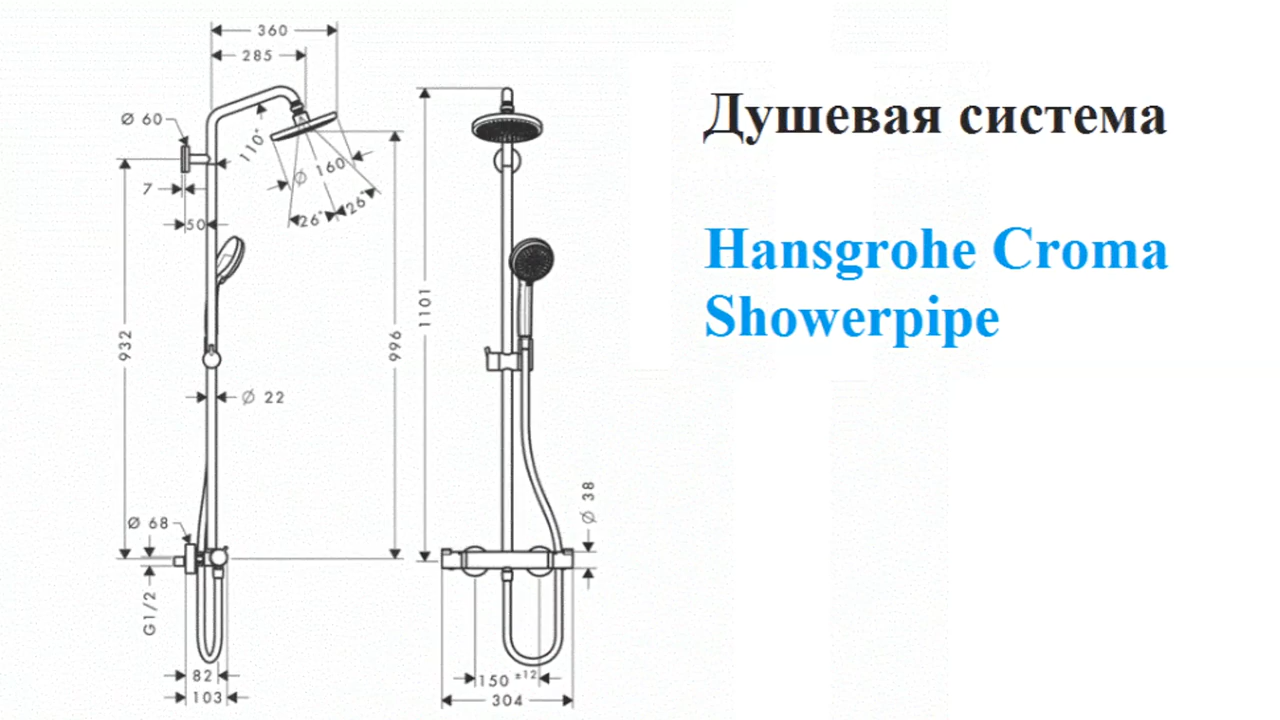 360
285
Ø 60
110°
Ø 160
7
26°
26°
50
932
996
1101
Ø 22
Ø 68
Ø 38
G1/2
82
103
150 ±12
304
Душевая система
Hansgrohe Croma
Showerpipe